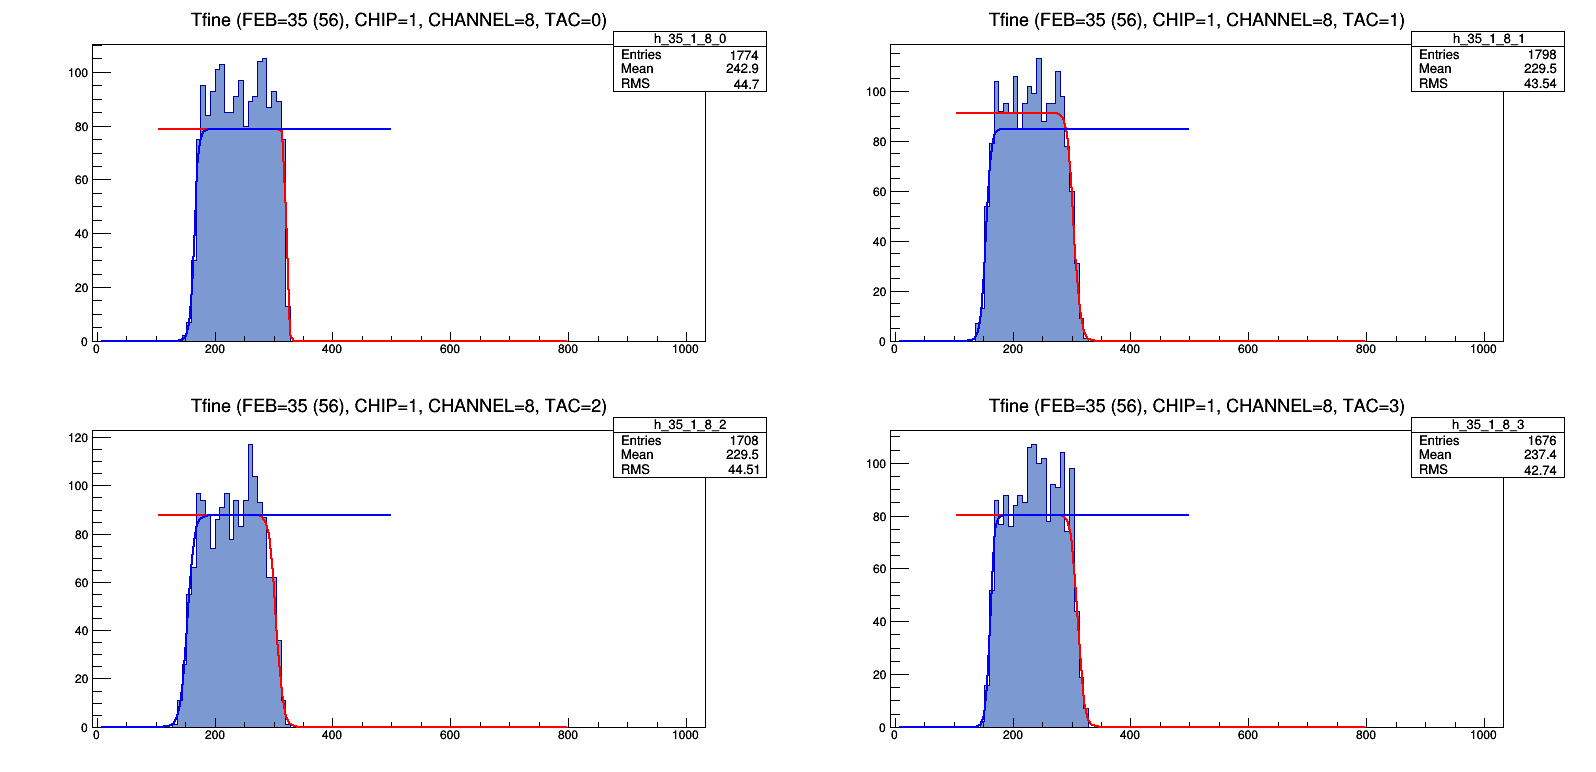 Tfine (FEB=35 (56), CHIP=1, CHANNEL=8, TAC=0)
h_35_1_8_0
Entries 1774
Mean 242.9
RMS 44.7
100
80
60
40
20
0
0 200 400 600 800 1000
Tfine (FEB=35 (56), CHIP=1, CHANNEL=8, TAC=1)
h_35_1_8_1
Entries 1798
Mean 229.5
RMS 43.54
100
80
60
40
20
0
0 200 400 600 800 1000
Tfine (FEB=35 (56), CHIP=1, CHANNEL=8, TAC=2)
h_35_1_8_2
Entries 1708
Mean 229.5
RMS 44.51
120
100
80
60
40
20
0
0 200 400 600 800 1000
Tfine (FEB=35 (56), CHIP=1, CHANNEL=8, TAC=3)
h_35_1_8_3
Entries 1676
Mean 237.4
RMS 42.74
100
80
60
40
20
0
0 200 400 600 800 1000